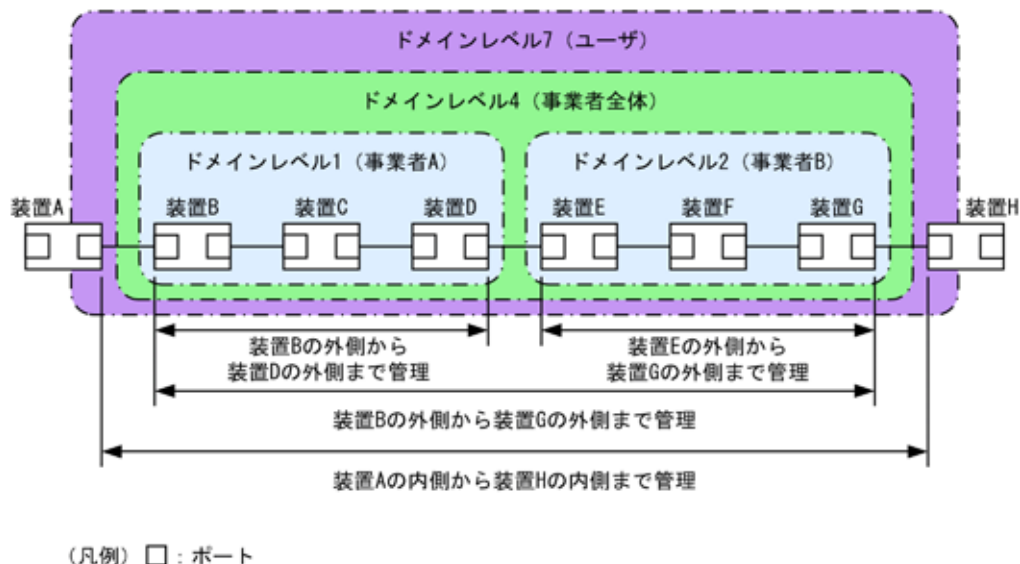 ドメインレベル7（ユーザ）
ドメインレベル4（事業者全体）
ドメインレベル1（事業者A）
ドメインレベル2（事業者B）
装置A
装置B
装置C
装置D
装置E
装置F
装置G
装置H
装置Bの外側から
装置Dの外側まで管理
装置Eの外側から
装置Gの外側まで管理
装置Bの外側から装置Gの外側まで管理
装置Aの内側から装置Hの内側まで管理
（凡例）□：ポート